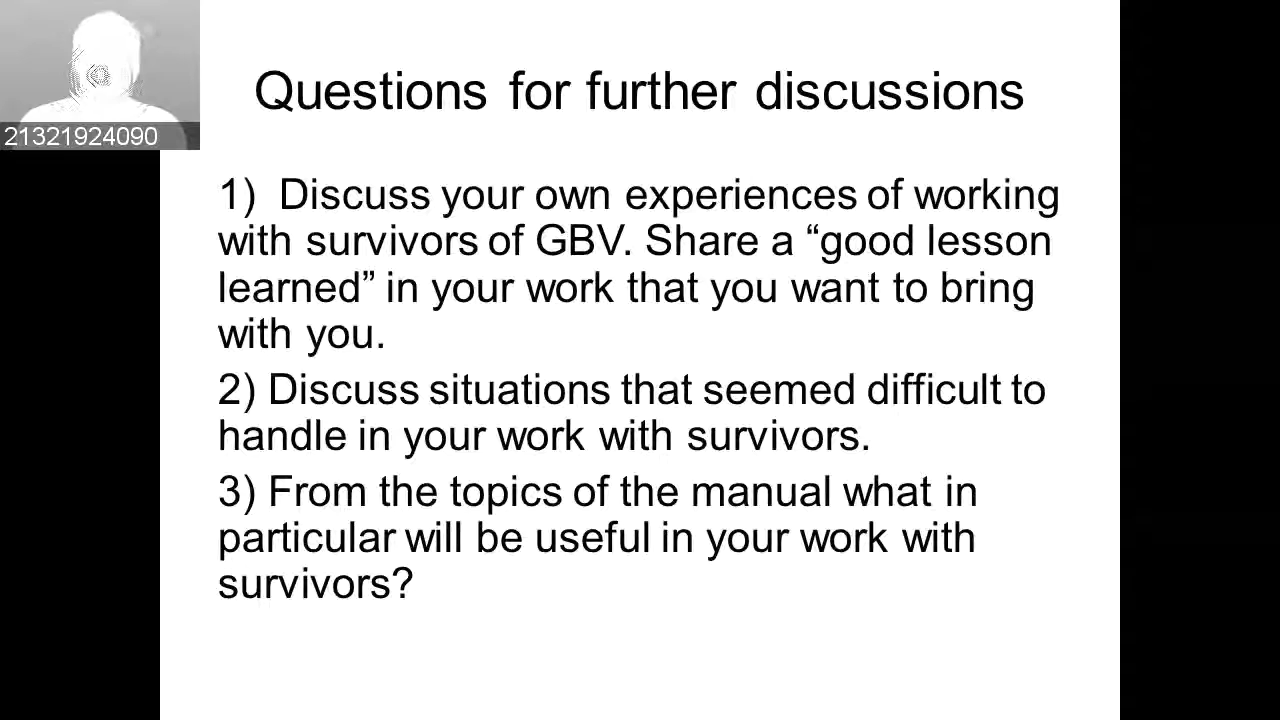 21321924090
Questions for further discussions
1) Discuss your own experiences of working
with survivors of GBV. Share a “good lesson
learned” in your work that you want to bring
with you.
2) Discuss situations that seemed difficult to
handle in your work with survivors.
3) From the topics of the manual what in
particular will be useful in your work with
survivors?